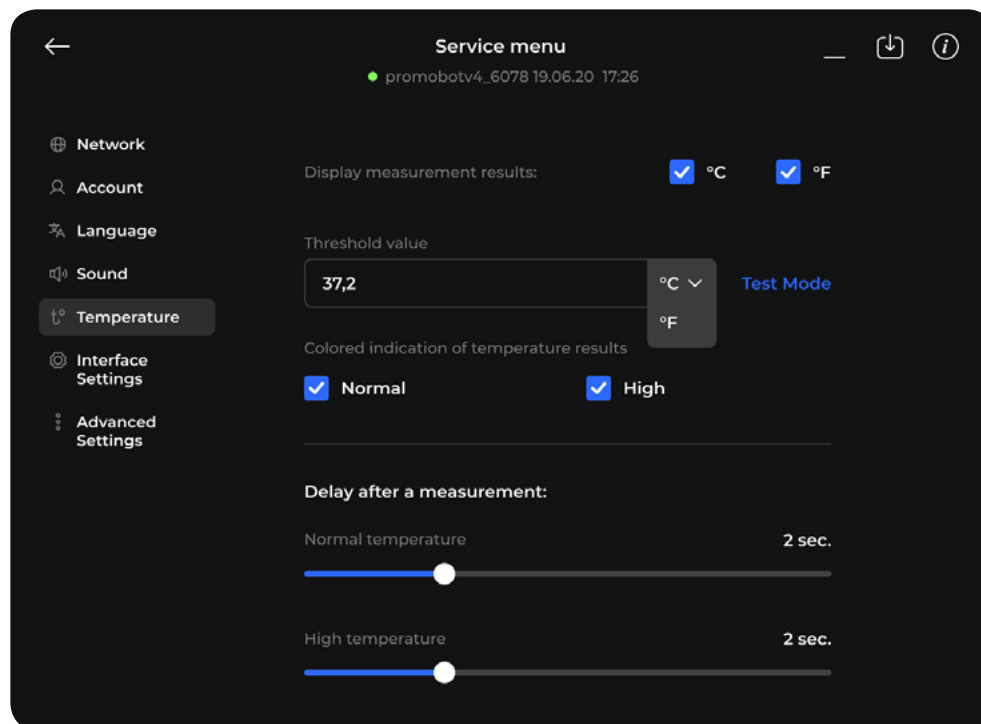 Service menu
promobotv4_6078 19.06.20 17:26
Network
Account
Language
Sound
t° Temperature
Interface
Settings
Advanced
Settings
Display measurement results:
°C
°F
Threshold value
37,2
°C
Test Mode
°F
Colored indication of temperature results
Normal
High
Delay after a measurement:
Normal temperature
2 sec.
High temperature
2 sec.